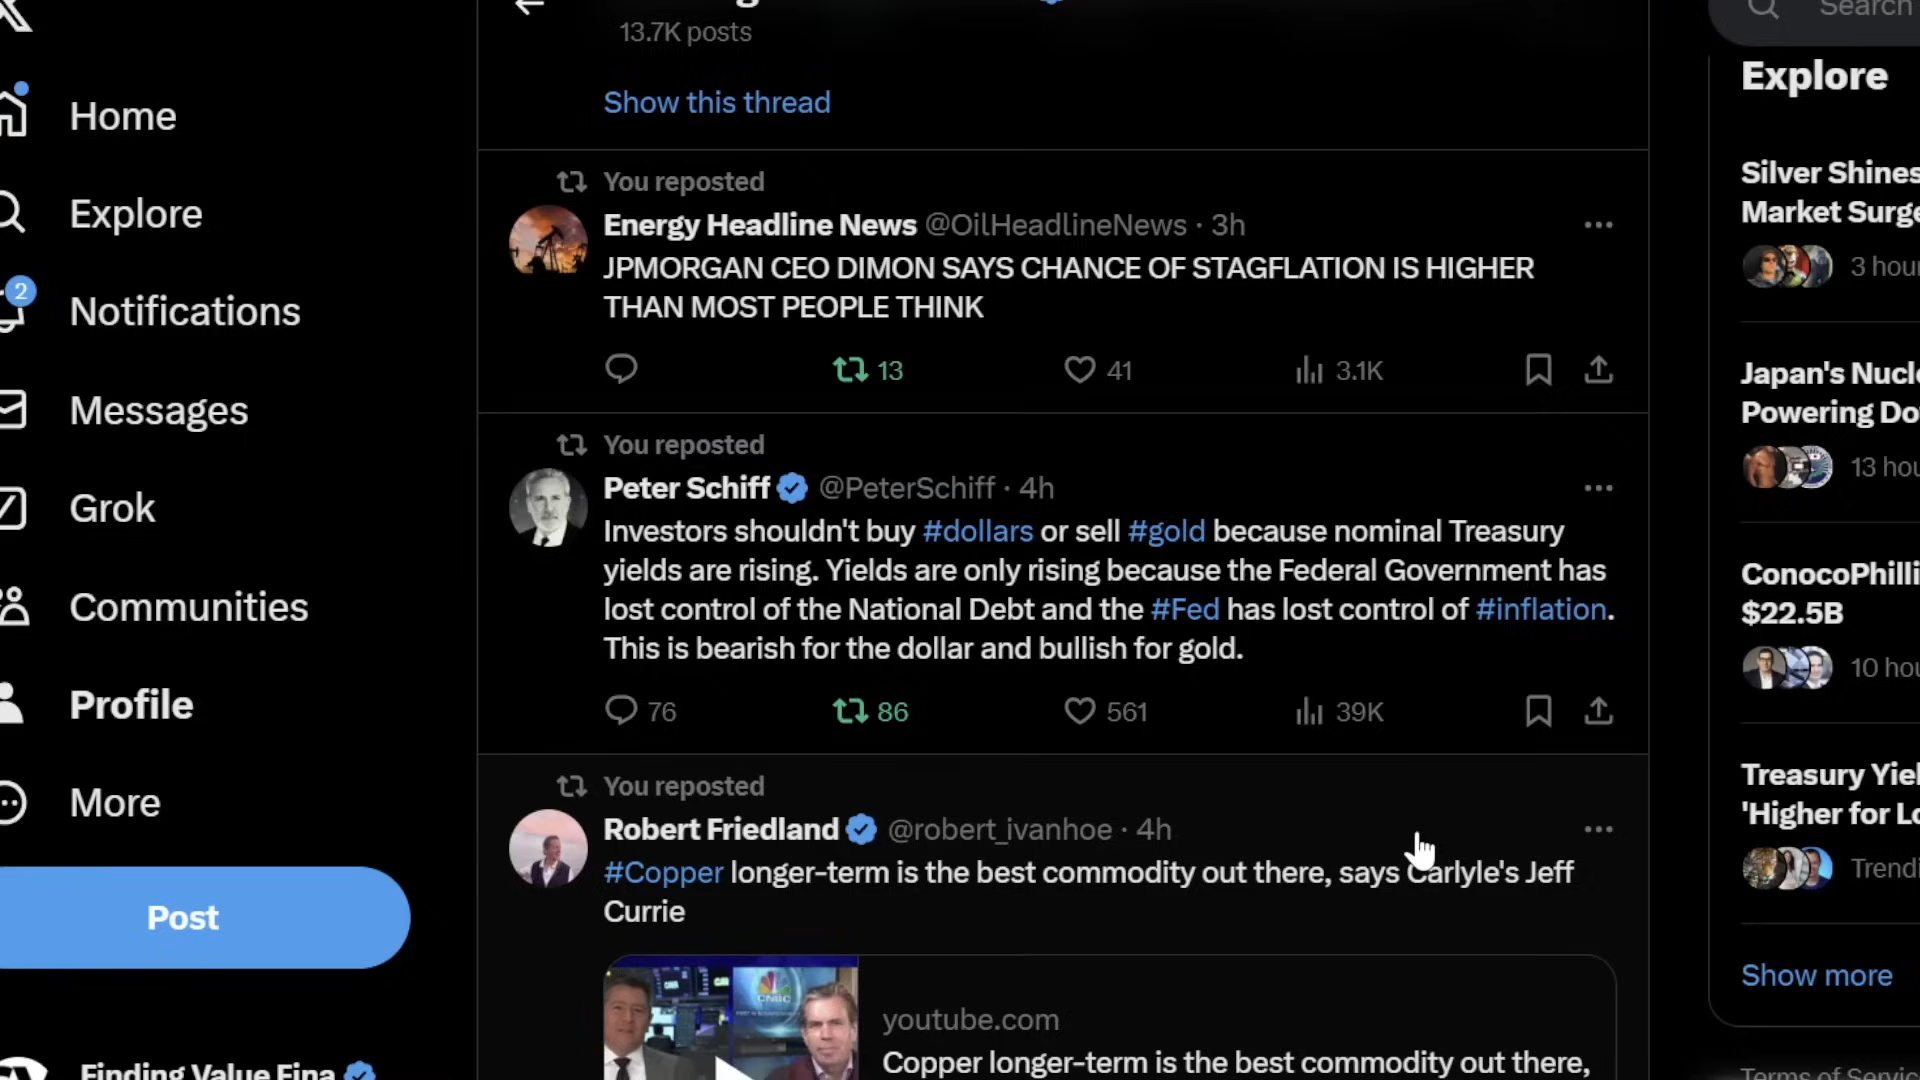 13.7K posts
Show this thread
Home
Explore
2
Notifications
Messages
Grok
Communities
Profile
More
Post
Finding Value Fina
You reposted
Energy Headline News @OilHeadlineNews · 3h
JPMORGAN CEO DIMON SAYS CHANCE OF STAGFLATION IS HIGHER
THAN MOST PEOPLE THINK
13 41 3.1K
You reposted
Peter Schiff @PeterSchiff · 4h
Investors shouldn't buy #dollars or sell #gold because nominal Treasury
yields are rising. Yields are only rising because the Federal Government has
lost control of the National Debt and the #Fed has lost control of #inflation.
This is bearish for the dollar and bullish for gold.
76 86 561 39K
You reposted
Robert Friedland @robert_ivanhoe · 4h
#Copper longer-term is the best commodity out there, says Carlyle's Jeff
Currie
CNBC
youtube.com
Copper longer-term is the best commodity out there,
Search
Explore
Silver Shines
Market Surge
3 hour
Japan's Nucle
Powering Do
13 hou
ConocoPhilli
$22.5B
10 hou
Treasury Yiel
'Higher for Lo
Trendi
Show more
Terms of Servic